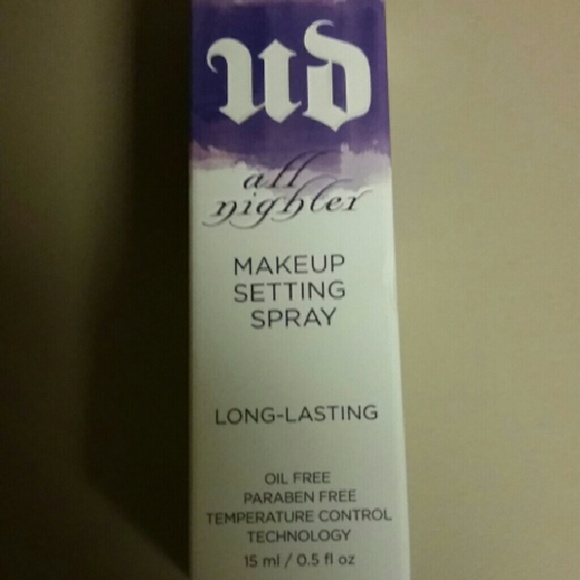 UD
all
nighter
MAKEUP
SETTING
SPRAY
LONG-LASTING
OIL FREE
PARABEN FREE
TEMPERATURE CONTROL
TECHNOLOGY
15 ml / 0.5 fl oz